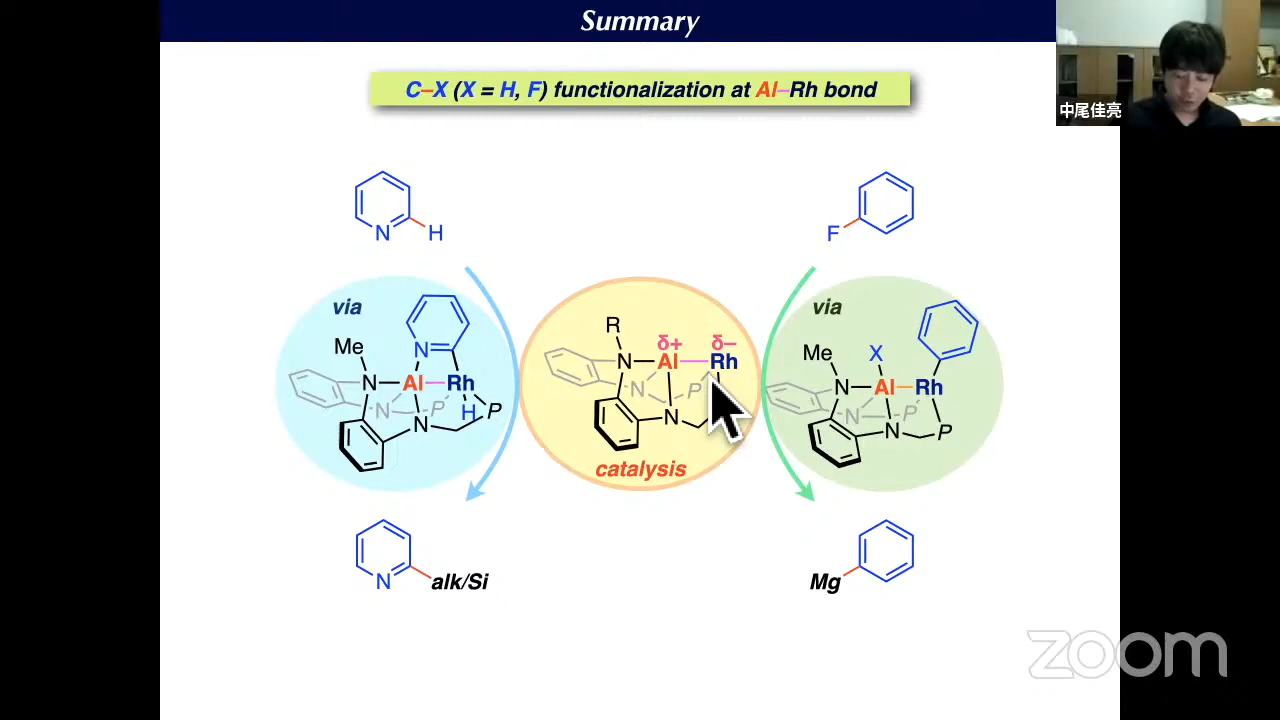 Summary
C–X (X = H, F) functionalization at Al–Rh bond
中尾佳亮
N
H
F
via
Me
N
N
Al
Rh
N
P
H
P
N
R
δ+
δ–
N
Al
Rh
N
P
N
catalysis
via
Me
X
N
Al
Rh
N
P
N
P
N
alk/Si
Mg
zoom